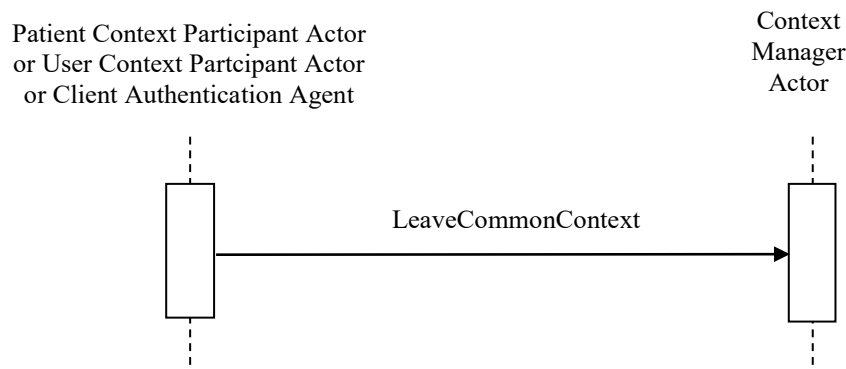 Patient Context Participant Actor
or User Context Partcipant Actor
or Client Authentication Agent
Context
Manager
Actor
LeaveCommonContext